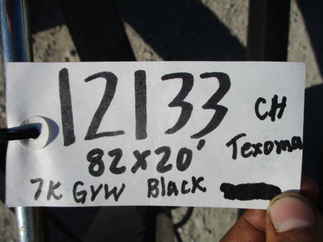 12133 CH
82x20' Texoma
7K GVW Black